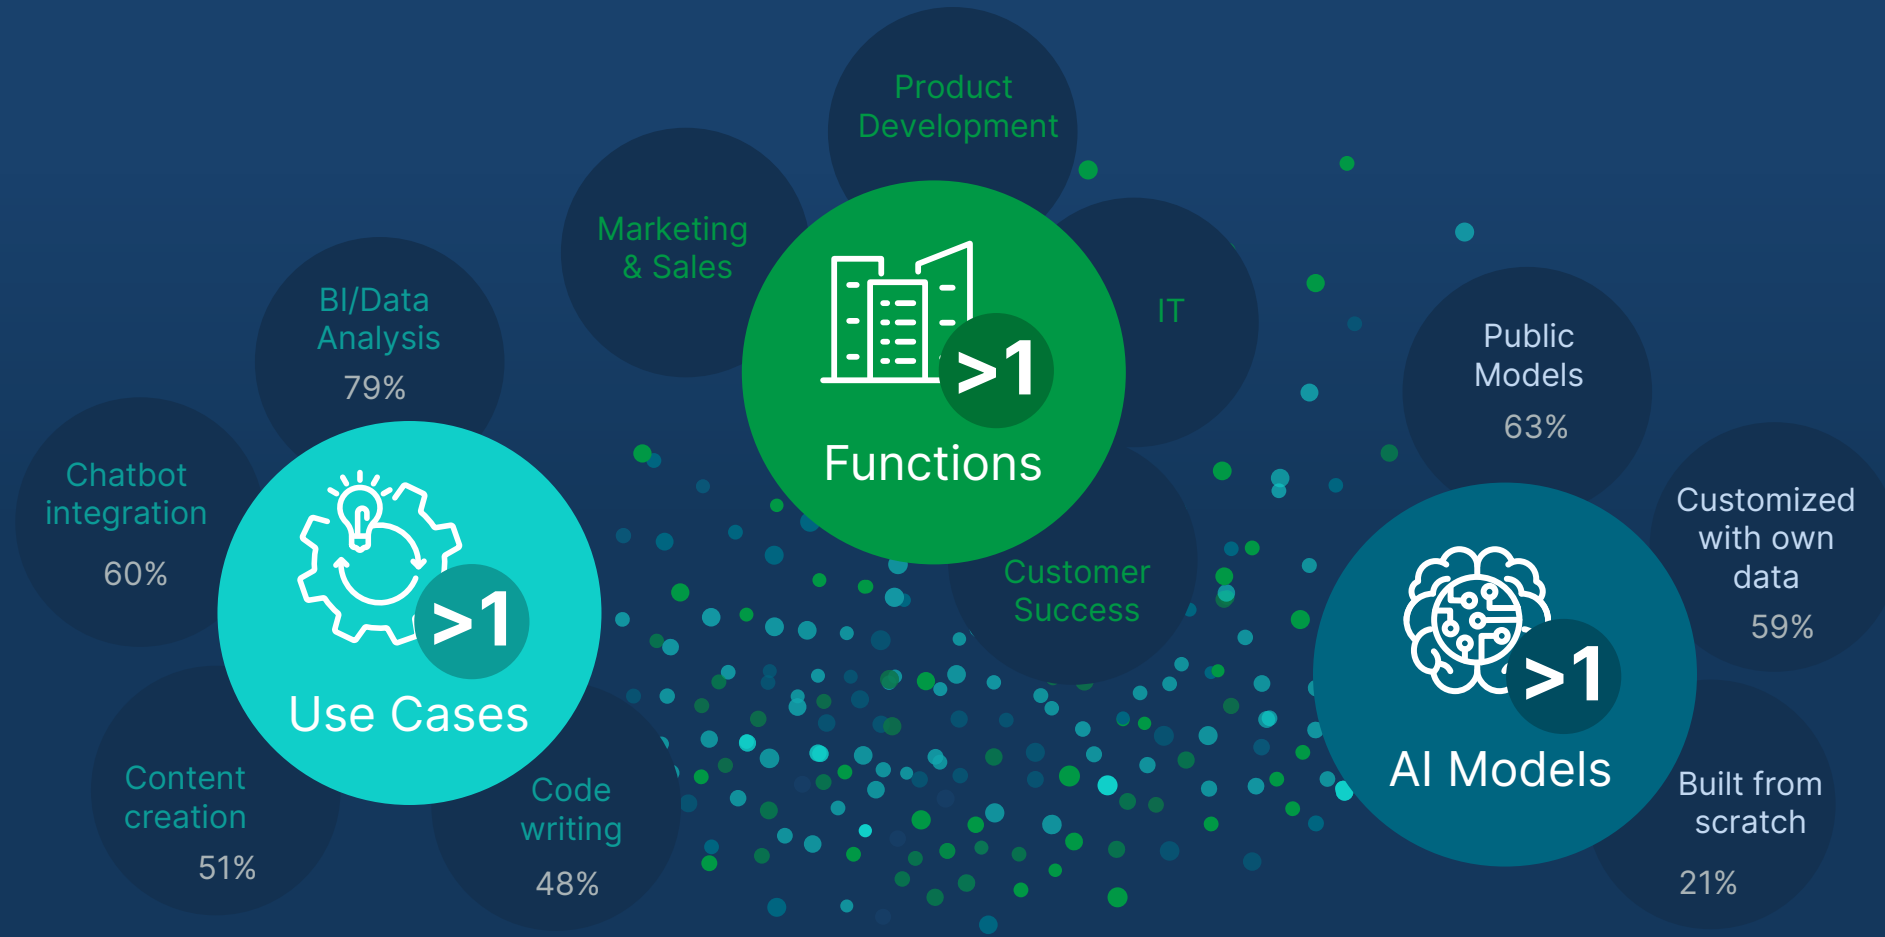 BI/Data
Analysis
79%
Chatbot
integration
60%
>1
Use Cases
Content
creation
51%
Code
writing
48%
Product
Development
Marketing
& Sales
IT
>1
Functions
Customer
Success
Public
Models
63%
Customized
with own
data
59%
>1
AI Models
Built from
scratch
21%